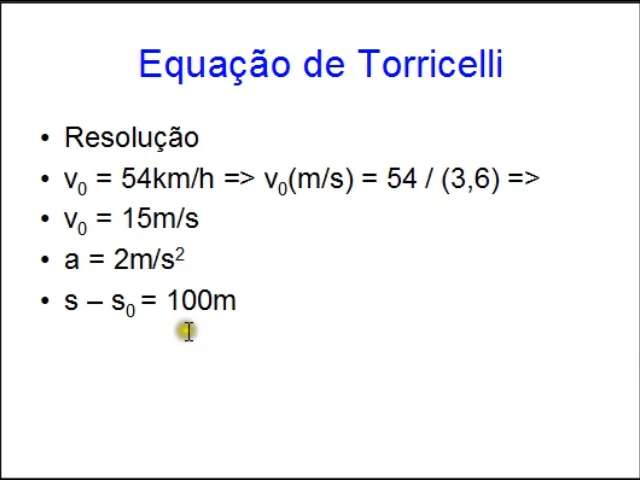 Equação de Torricelli
• Resolução
• v₀ = 54km/h => v₀(m/s) = 54 / (3,6) =>
• v₀ = 15m/s
• a = 2m/s²
• s – s₀ = 100m